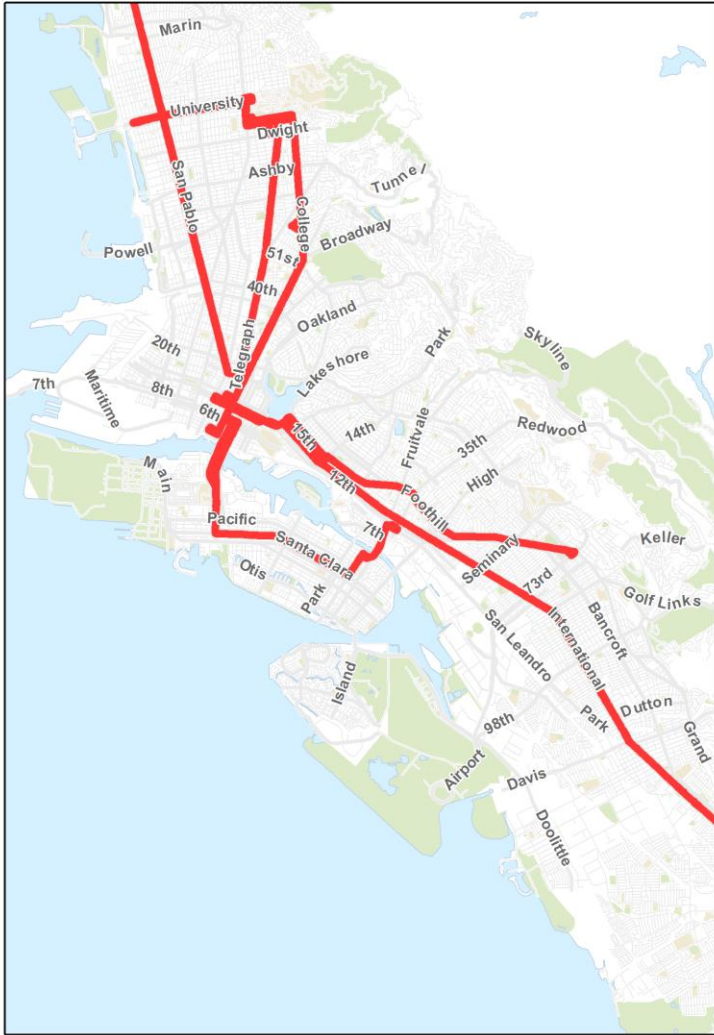 Marin
University
Dwight
Ashby
Tunnel
San Pablo
College
Broadway
Powell
51st
40th
Oakland
Telegraph
20th
Lakeshore
Park
Skyline
7th
Maritime
8th
6th
15th
14th
Fruitvale
35th
Redwood
12th
High
Main
Foothill
Pacific
7th
Santa Clara
Seminary
Keller
Otis
Park
73rd
Golf Links
Bancroft
San Leandro
International
Island
Park
Dutton
98th
Grand
Airport
Davis
Doolittle